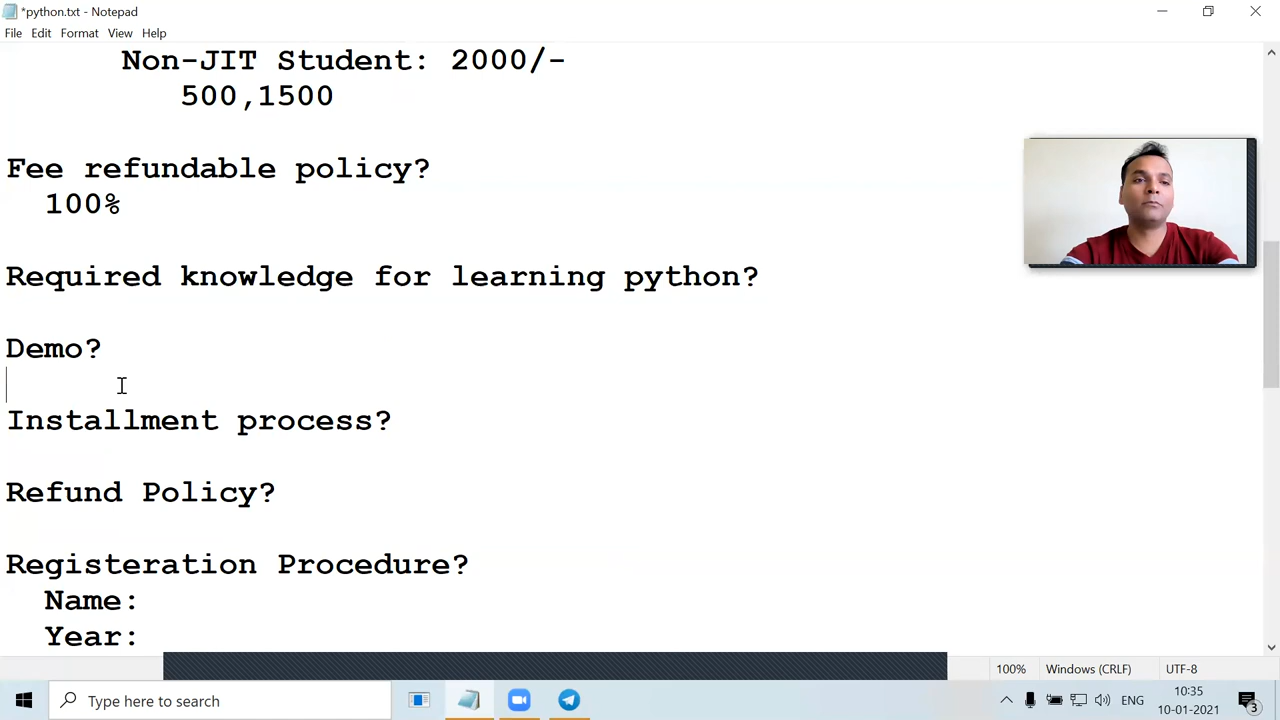 *python.txt - Notepad
File Edit Format View Help
Non-JIT Student: 2000/-
500,1500
Fee refundable policy?
100%
Required knowledge for learning python?
Demo?
Installment process?
Refund Policy?
Registeration Procedure?
Name:
Year:
100% Windows (CRLF) UTF-8
Type here to search
ENG
10:35
10-01-2021
3